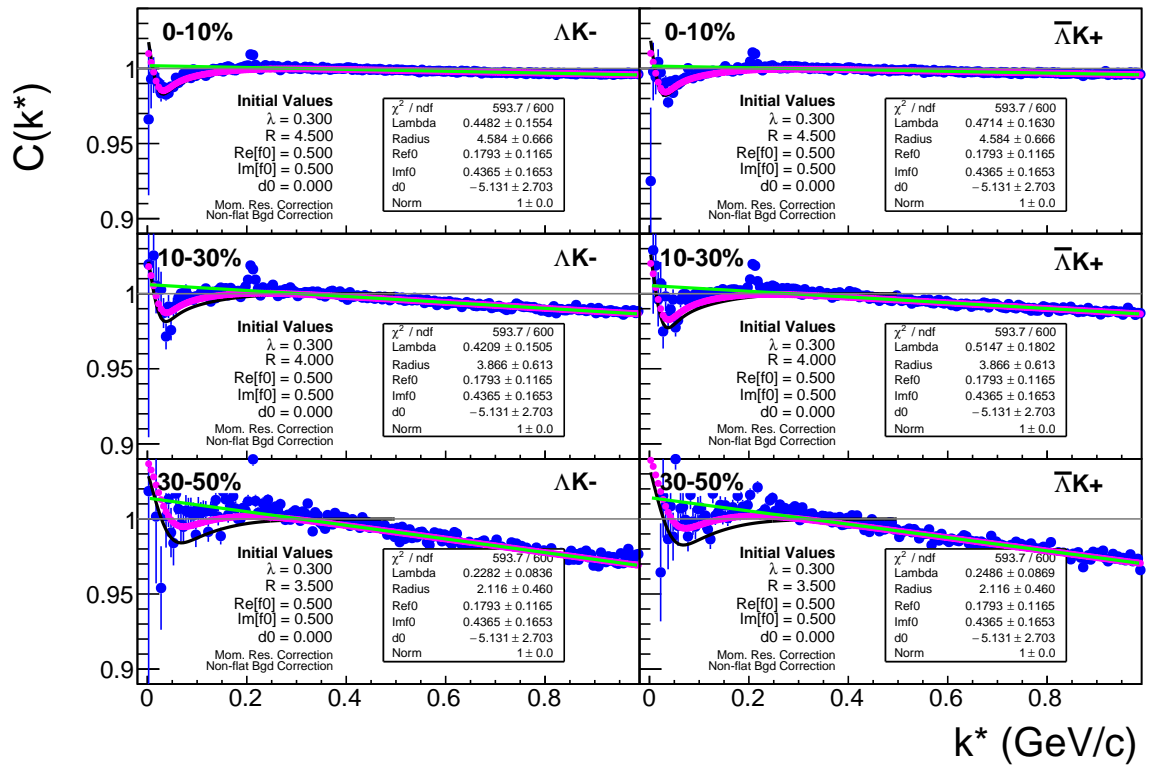 C(k*)
0-10%
ΛK-
1
0.95
0.9
Initial Values
λ = 0.300
R = 4.500
Re[f0] = 0.500
Im[f0] = 0.500
d0 = 0.000
Mom. Res. Correction
Non-flat Bgd Correction
χ² / ndf 593.7 / 600
Lambda 0.4482 ± 0.1554
Radius 4.584 ± 0.666
Ref0 0.1793 ± 0.1165
Imf0 0.4365 ± 0.1653
d0 −5.131 ± 2.703
Norm 1 ± 0.0
0-10%
Λ̅K+
Initial Values
λ = 0.300
R = 4.500
Re[f0] = 0.500
Im[f0] = 0.500
d0 = 0.000
Mom. Res. Correction
Non-flat Bgd Correction
χ² / ndf 593.7 / 600
Lambda 0.4714 ± 0.1630
Radius 4.584 ± 0.666
Ref0 0.1793 ± 0.1165
Imf0 0.4365 ± 0.1653
d0 −5.131 ± 2.703
Norm 1 ± 0.0
10-30%
ΛK-
1
0.95
0.9
Initial Values
λ = 0.300
R = 4.000
Re[f0] = 0.500
Im[f0] = 0.500
d0 = 0.000
Mom. Res. Correction
Non-flat Bgd Correction
χ² / ndf 593.7 / 600
Lambda 0.4209 ± 0.1505
Radius 3.866 ± 0.613
Ref0 0.1793 ± 0.1165
Imf0 0.4365 ± 0.1653
d0 −5.131 ± 2.703
Norm 1 ± 0.0
10-30%
Λ̅K+
Initial Values
λ = 0.300
R = 4.000
Re[f0] = 0.500
Im[f0] = 0.500
d0 = 0.000
Mom. Res. Correction
Non-flat Bgd Correction
χ² / ndf 593.7 / 600
Lambda 0.5147 ± 0.1802
Radius 3.866 ± 0.613
Ref0 0.1793 ± 0.1165
Imf0 0.4365 ± 0.1653
d0 −5.131 ± 2.703
Norm 1 ± 0.0
30-50%
ΛK-
1
0.95
0.9
Initial Values
λ = 0.300
R = 3.500
Re[f0] = 0.500
Im[f0] = 0.500
d0 = 0.000
Mom. Res. Correction
Non-flat Bgd Correction
χ² / ndf 593.7 / 600
Lambda 0.2282 ± 0.0836
Radius 2.116 ± 0.460
Ref0 0.1793 ± 0.1165
Imf0 0.4365 ± 0.1653
d0 −5.131 ± 2.703
Norm 1 ± 0.0
30-50%
Λ̅K+
Initial Values
λ = 0.300
R = 3.500
Re[f0] = 0.500
Im[f0] = 0.500
d0 = 0.000
Mom. Res. Correction
Non-flat Bgd Correction
χ² / ndf 593.7 / 600
Lambda 0.2486 ± 0.0869
Radius 2.116 ± 0.460
Ref0 0.1793 ± 0.1165
Imf0 0.4365 ± 0.1653
d0 −5.131 ± 2.703
Norm 1 ± 0.0
0 0.2 0.4 0.6 0.8
0 0.2 0.4 0.6 0.8
k* (GeV/c)